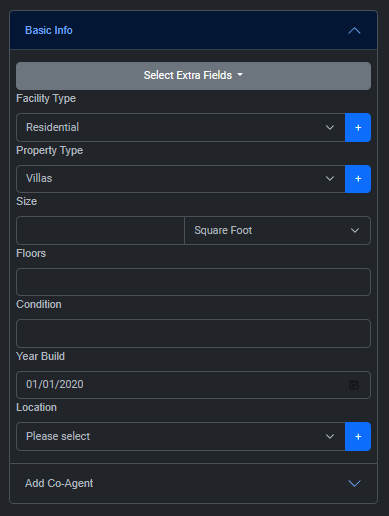 Basic Info
Select Extra Fields
Facility Type
Residential
+
Property Type
Villas
+
Size
Square Foot
Floors
Condition
Year Build
01/01/2020
Location
Please select
+
Add Co-Agent